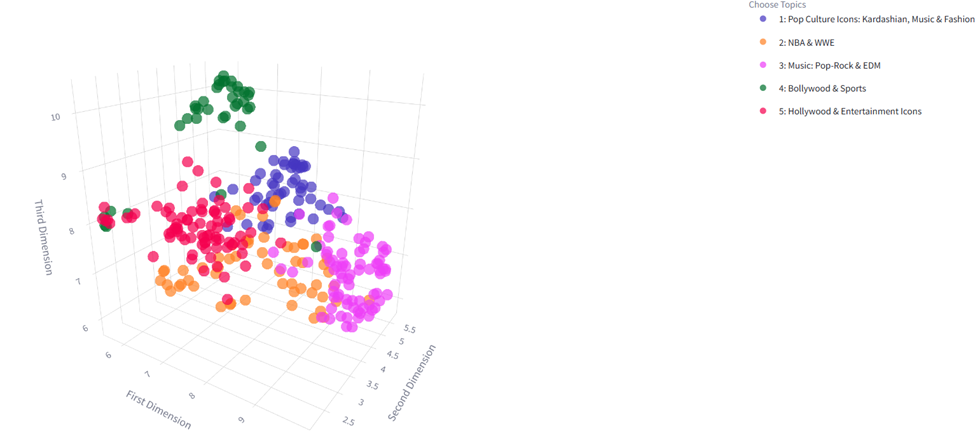 Choose Topics
1: Pop Culture Icons: Kardashian, Music & Fashion
2: NBA & WWE
3: Music: Pop-Rock & EDM
4: Bollywood & Sports
5: Hollywood & Entertainment Icons
10
9
8
7
6
Third Dimension
6
7
8
9
First Dimension
5.5
5
4.5
4
3.5
3
2.5
Second Dimension